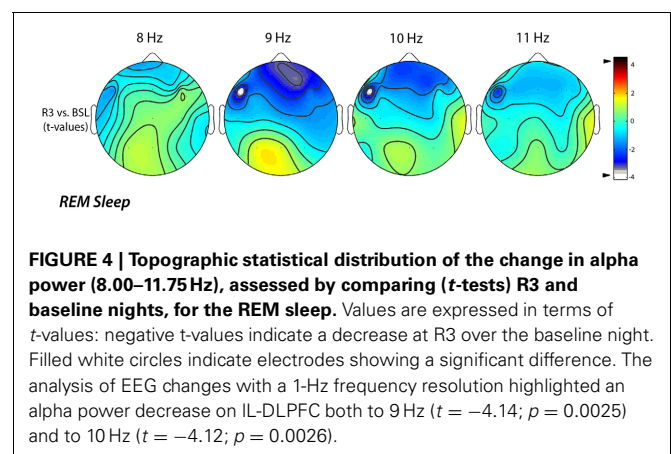 8 Hz 9 Hz 10 Hz 11 Hz
R3 vs. BSL
(t-values)
4
2
0
-2
-4
REM Sleep
FIGURE 4 | Topographic statistical distribution of the change in alpha
power (8.00–11.75 Hz), assessed by comparing (t-tests) R3 and
baseline nights, for the REM sleep. Values are expressed in terms of
t-values: negative t-values indicate a decrease at R3 over the baseline night.
Filled white circles indicate electrodes showing a significant difference. The
analysis of EEG changes with a 1-Hz frequency resolution highlighted an
alpha power decrease on lL-DLPFC both to 9 Hz (t = −4.14; p = 0.0025)
and to 10 Hz (t = −4.12; p = 0.0026).